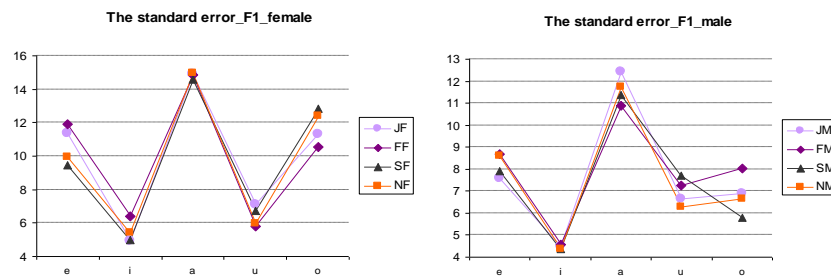 The standard error_F1_female
16
14
12
10
8
6
4
e i a u o
JF
FF
SF
NF
The standard error_F1_male
13
12
11
10
9
8
7
6
5
4
e i a u o
JM
FM
SM
NM